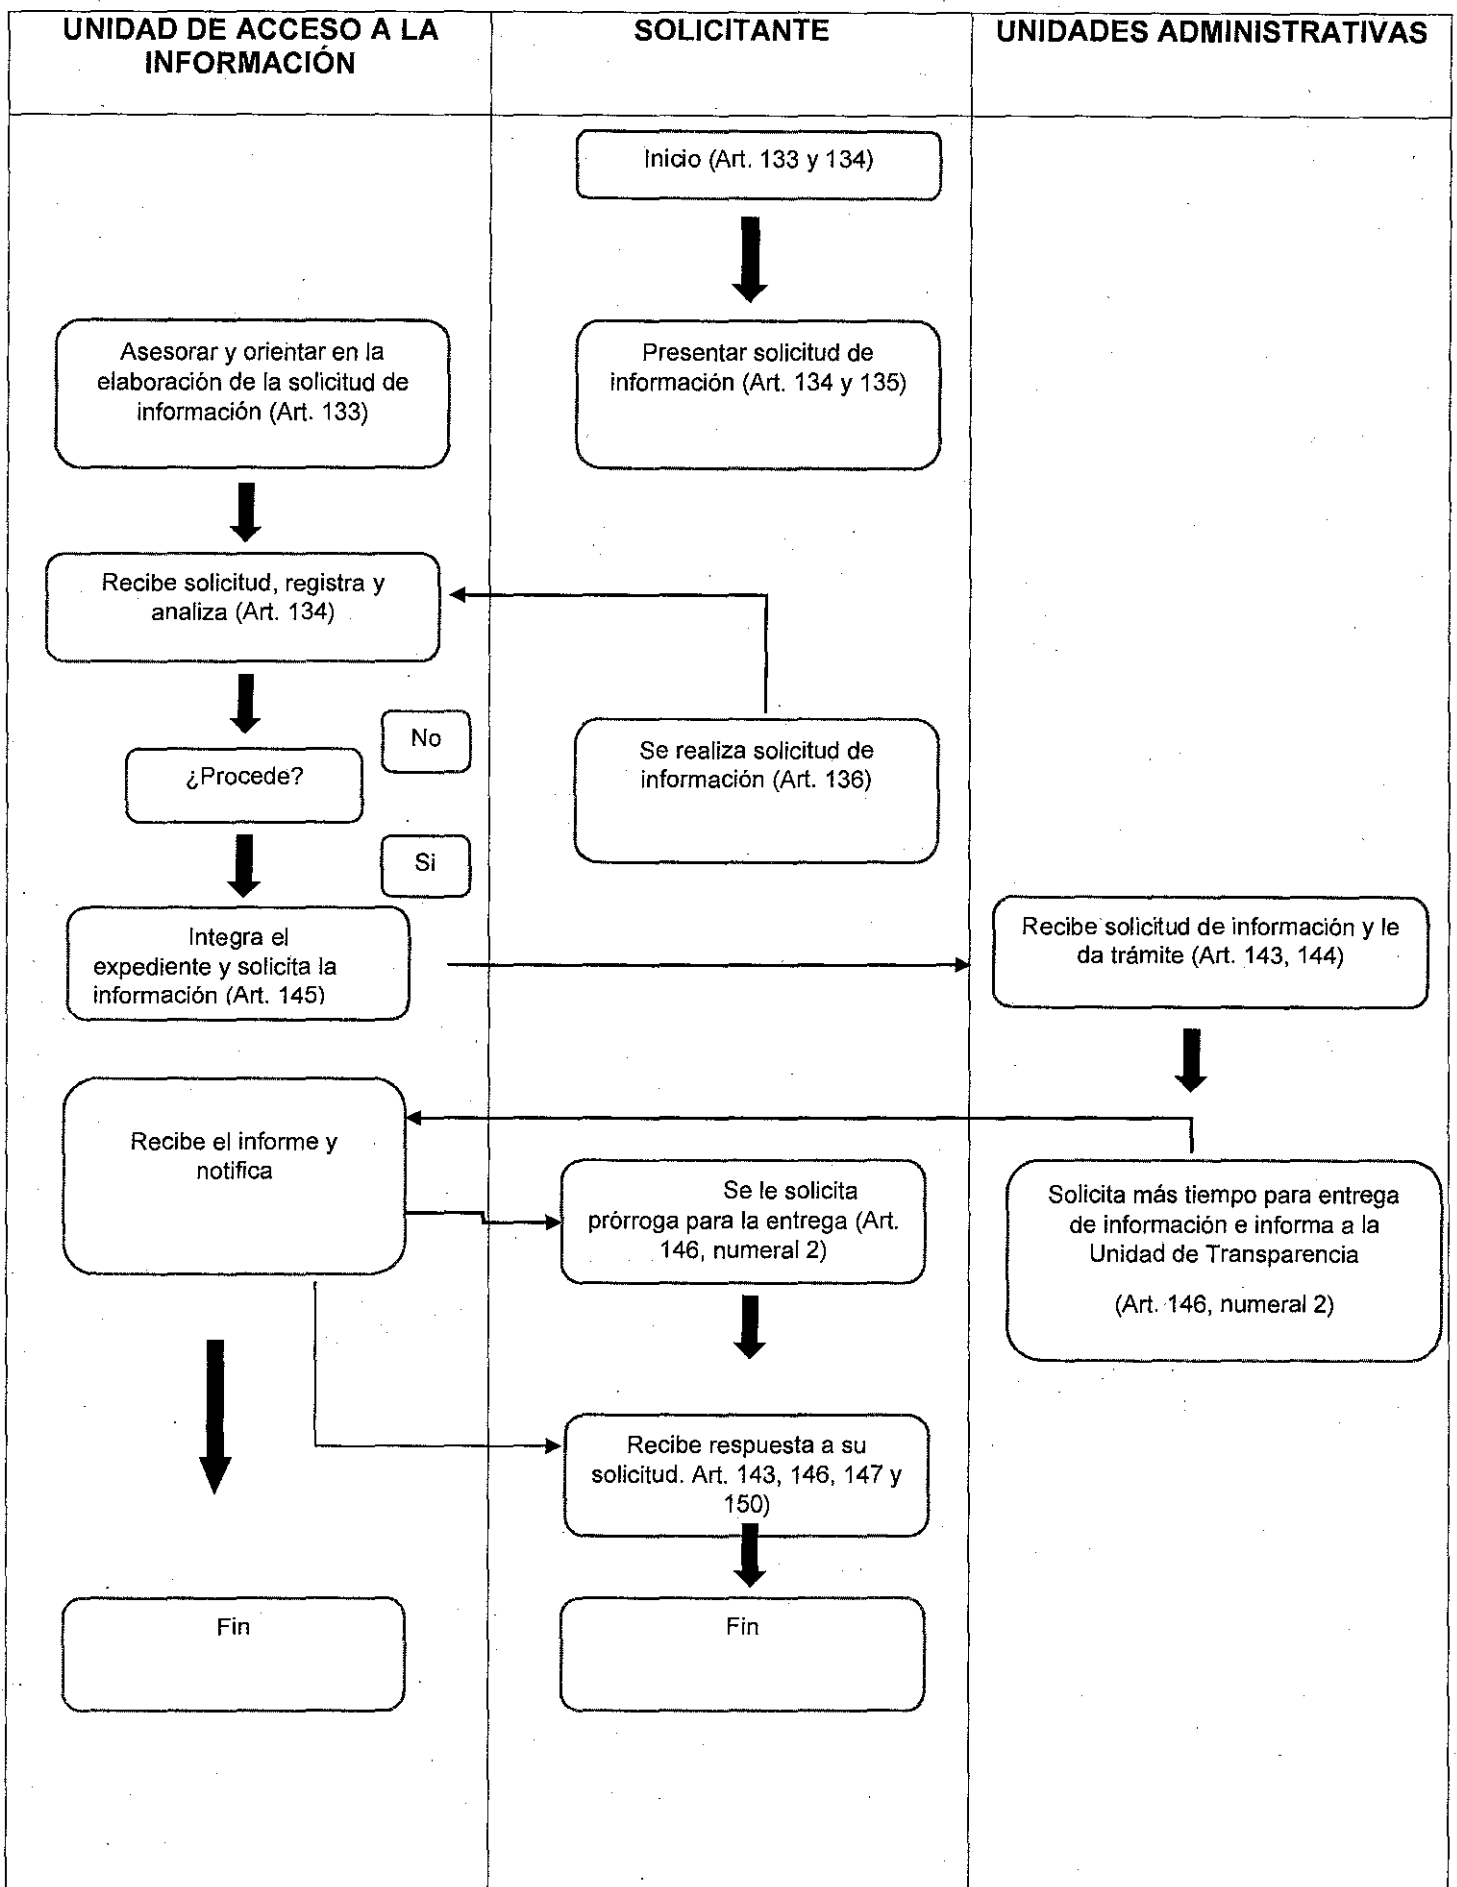 UNIDAD DE ACCESO A LA
INFORMACIÓN
SOLICITANTE
UNIDADES ADMINISTRATIVAS
Inicio (Art. 133 y 134)
Asesorar y orientar en la
elaboración de la solicitud de
información (Art. 133)
Presentar solicitud de
información (Art. 134 y 135)
Recibe solicitud, registra y
analiza (Art. 134)
No
¿Procede?
Se realiza solicitud de
información (Art. 136)
Si
Integra el
expediente y solicita la
información (Art. 145)
Recibe solicitud de información y le
da trámite (Art. 143, 144)
Recibe el informe y
notifica
Se le solicita
prórroga para la entrega (Art.
146, numeral 2)
Solicita más tiempo para entrega
de información e informa a la
Unidad de Transparencia
(Art. 146, numeral 2)
Recibe respuesta a su
solicitud. Art. 143, 146, 147 y
150)
Fin
Fin